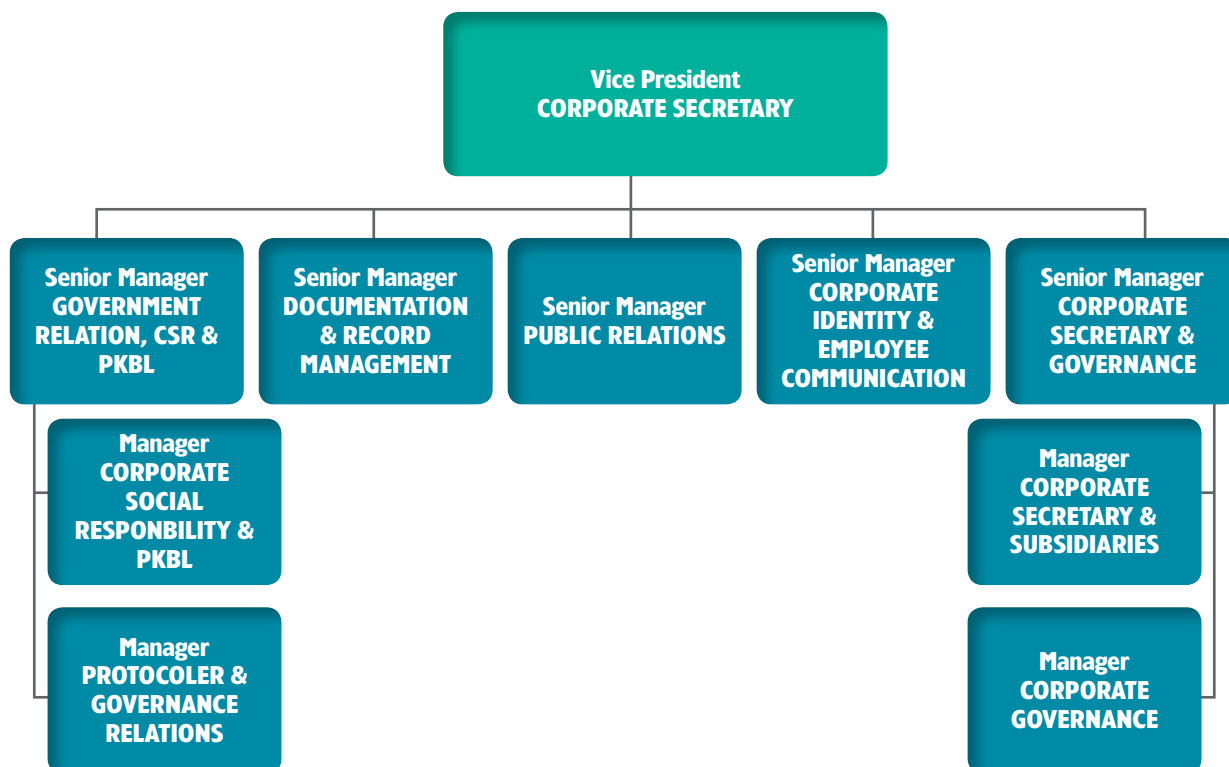 Vice President
CORPORATE SECRETARY
Senior Manager
GOVERNMENT
RELATION, CSR &
PKBL
Senior Manager
DOCUMENTATION
& RECORD
MANAGEMENT
Senior Manager
PUBLIC RELATIONS
Senior Manager
CORPORATE
IDENTITY &
EMPLOYEE
COMMUNICATION
Senior Manager
CORPORATE
SECRETARY &
GOVERNANCE
Manager
CORPORATE
SOCIAL
RESPONBILITY &
PKBL
Manager
CORPORATE
SECRETARY &
SUBSIDIARIES
Manager
PROTOCOLER &
GOVERNANCE
RELATIONS
Manager
CORPORATE
GOVERNANCE